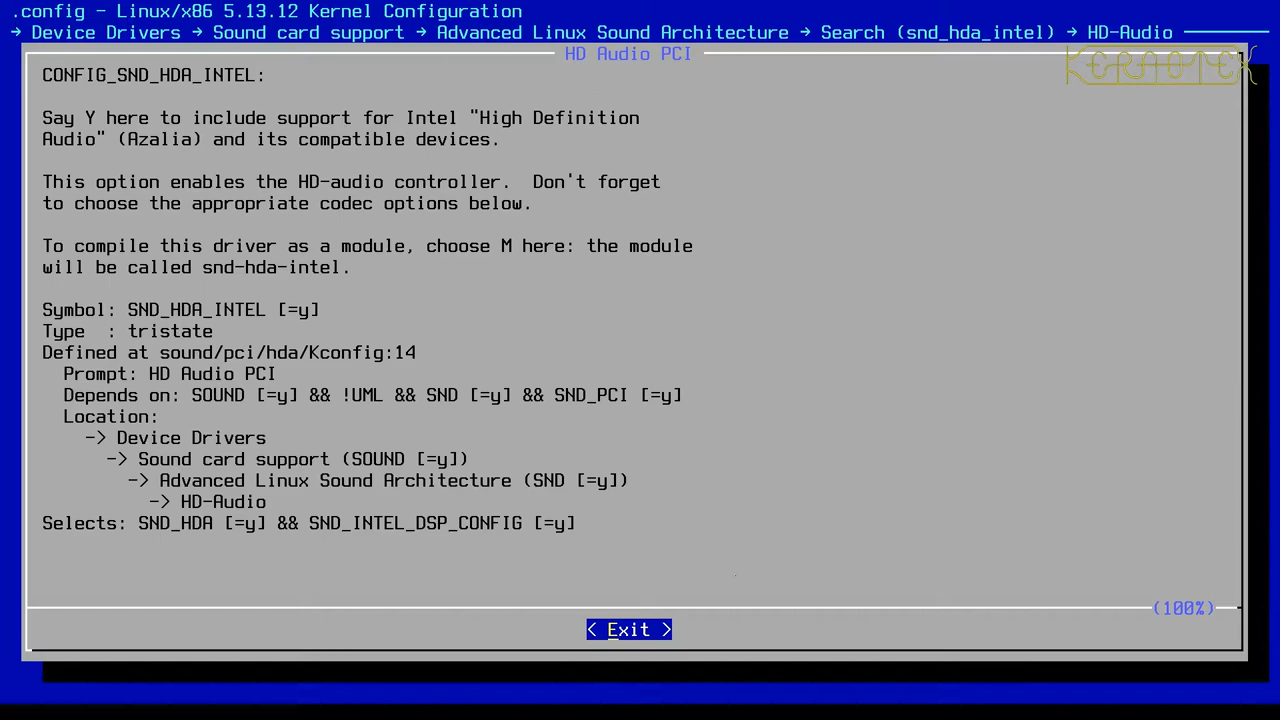 .config - Linux/x86 5.13.12 Kernel Configuration
→ Device Drivers → Sound card support → Advanced Linux Sound Architecture → Search (snd_hda_intel) → HD-Audio
HD Audio PCI
KERAOTEX
CONFIG_SND_HDA_INTEL:
Say Y here to include support for Intel "High Definition
Audio" (Azalia) and its compatible devices.
This option enables the HD-audio controller.  Don't forget
to choose the appropriate codec options below.
To compile this driver as a module, choose M here: the module
will be called snd-hda-intel.
Symbol: SND_HDA_INTEL [=y]
Type  : tristate
Defined at sound/pci/hda/Kconfig:14
Prompt: HD Audio PCI
Depends on: SOUND [=y] && !UML && SND [=y] && SND_PCI [=y]
Location:
-> Device Drivers
-> Sound card support (SOUND [=y])
-> Advanced Linux Sound Architecture (SND [=y])
-> HD-Audio
Selects: SND_HDA [=y] && SND_INTEL_DSP_CONFIG [=y]
(100%)
< Exit >